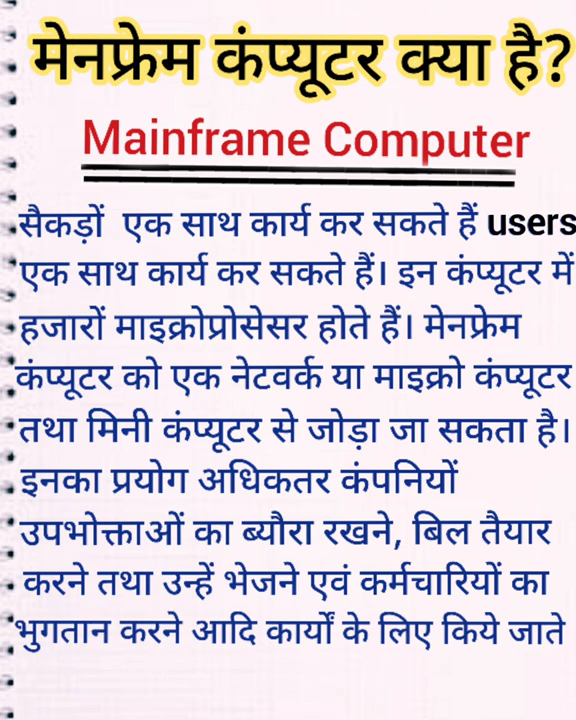 मेनफ्रेम कंप्यूटर क्या है?
Mainframe Computer
सैकड़ों एक साथ कार्य कर सकते हैं users
एक साथ कार्य कर सकते हैं। इन कंप्यूटर में
हजारों माइक्रोप्रोसेसर होते हैं। मेनफ्रेम
कंप्यूटर को एक नेटवर्क या माइक्रो कंप्यूटर
तथा मिनी कंप्यूटर से जोड़ा जा सकता है।
इनका प्रयोग अधिकतर कंपनियों
उपभोक्ताओं का ब्यौरा रखने, बिल तैयार
करने तथा उन्हें भेजने एवं कर्मचारियों का
भुगतान करने आदि कार्यों के लिए किये जाते